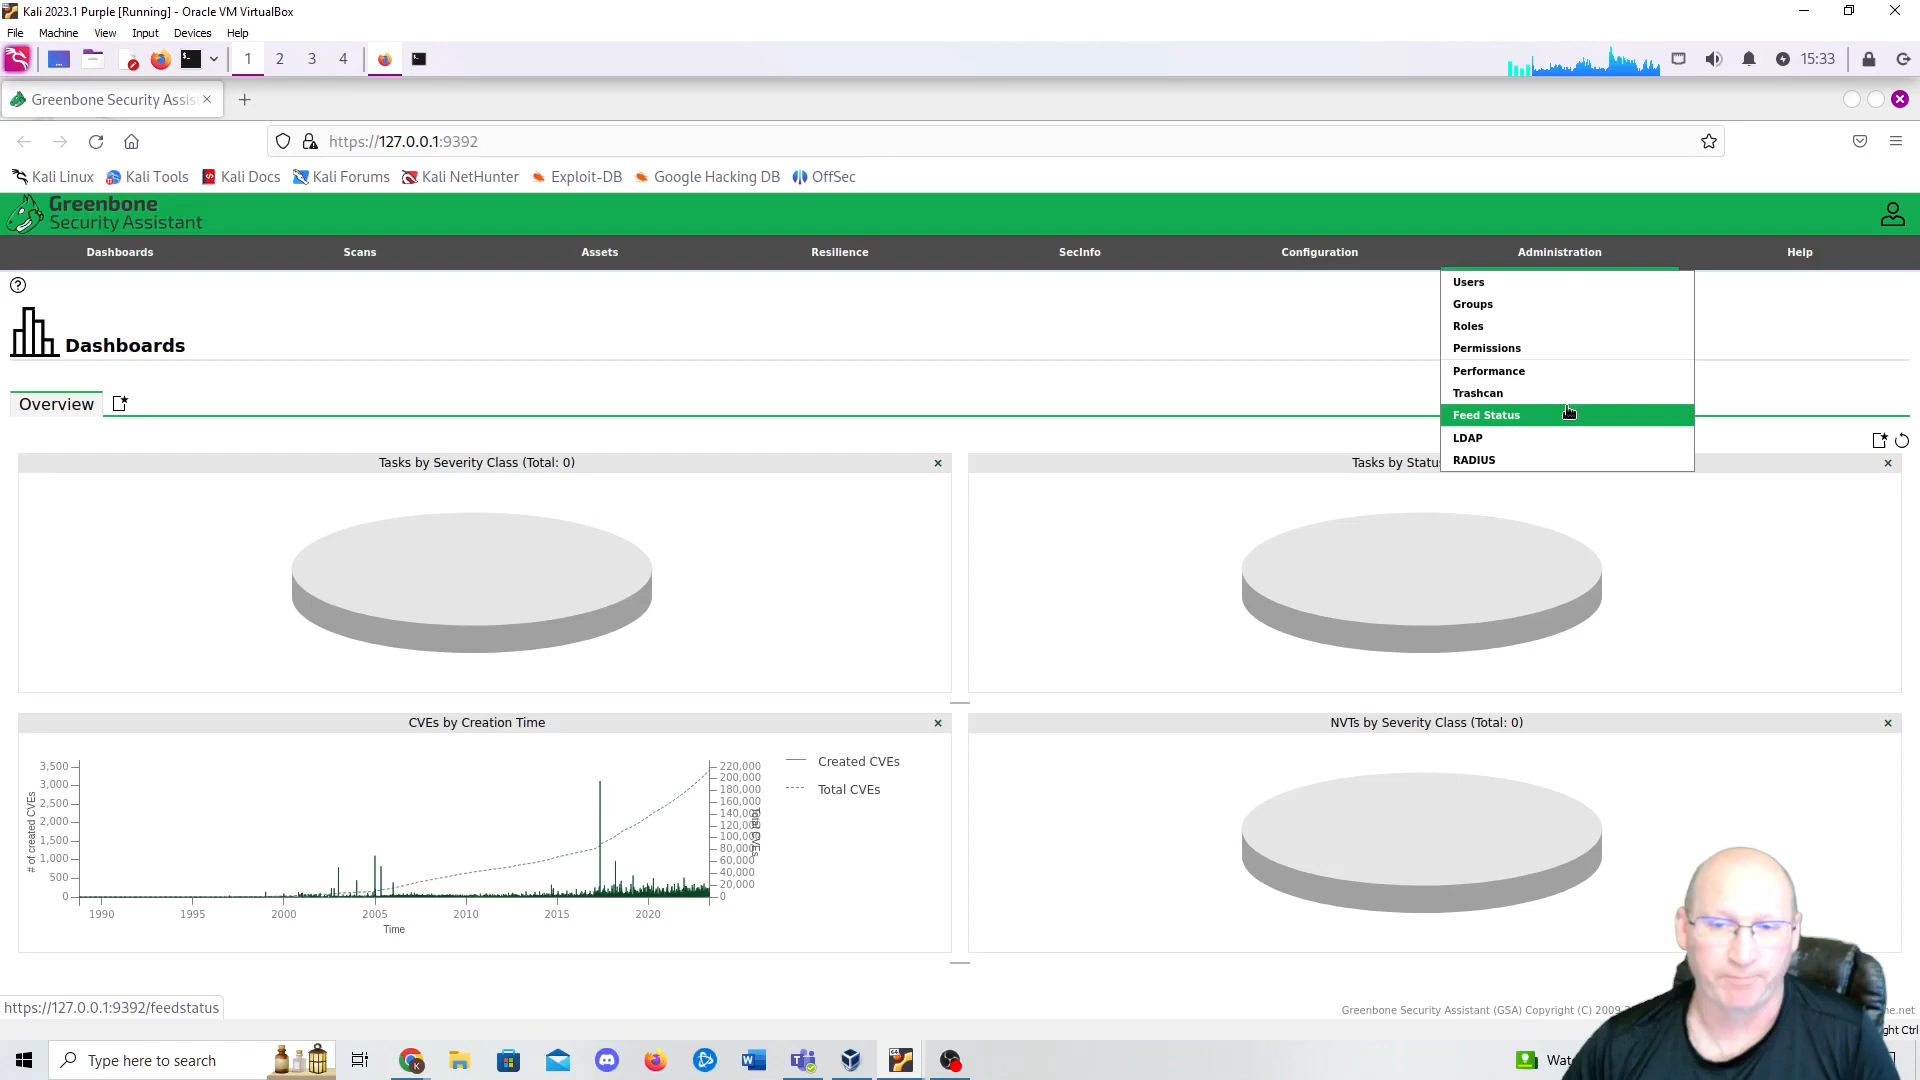 Kali 2023.1 Purple [Running] - Oracle VM VirtualBox
File Machine View Input Devices Help
1 2 3 4
15:33
Greenbone Security Assis
https://127.0.0.1:9392
Kali Linux Kali Tools Kali Docs Kali Forums Kali NetHunter Exploit-DB Google Hacking DB OffSec
Greenbone
Security Assistant
Dashboards Scans Assets Resilience SecInfo Configuration Administration Help
Users
Groups
Roles
Permissions
Performance
Trashcan
Feed Status
LDAP
RADIUS
Dashboards
Overview
Tasks by Severity Class (Total: 0)
Tasks by Status
CVEs by Creation Time
# of created CVEs
3,500
3,000
2,500
2,000
1,500
1,000
500
0
220,000
200,000
180,000
160,000
140,000
120,000
100,000
80,000
60,000
40,000
20,000
0
Total CVEs
1990 1995 2000 2005 2010 2015 2020
Time
Created CVEs
Total CVEs
NVTs by Severity Class (Total: 0)
https://127.0.0.1:9392/feedstatus
Greenbone Security Assistant (GSA) Copyright (C) 2009-
ne.net
ght Ctrl
Type here to search
Wat